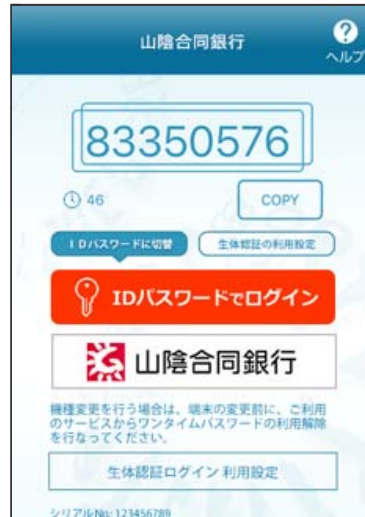 山陰合同銀行
?
ヘルプ
83350576
46
COPY
IDパスワードに切替
生体認証の利用設定
IDパスワードでログイン
山陰合同銀行
機種変更を行う場合は、端末の変更前に、ご利用
のサービスからワンタイムパスワードの利用解除
を行なってください。
生体認証ログイン 利用設定
シリアルNo: 123456789